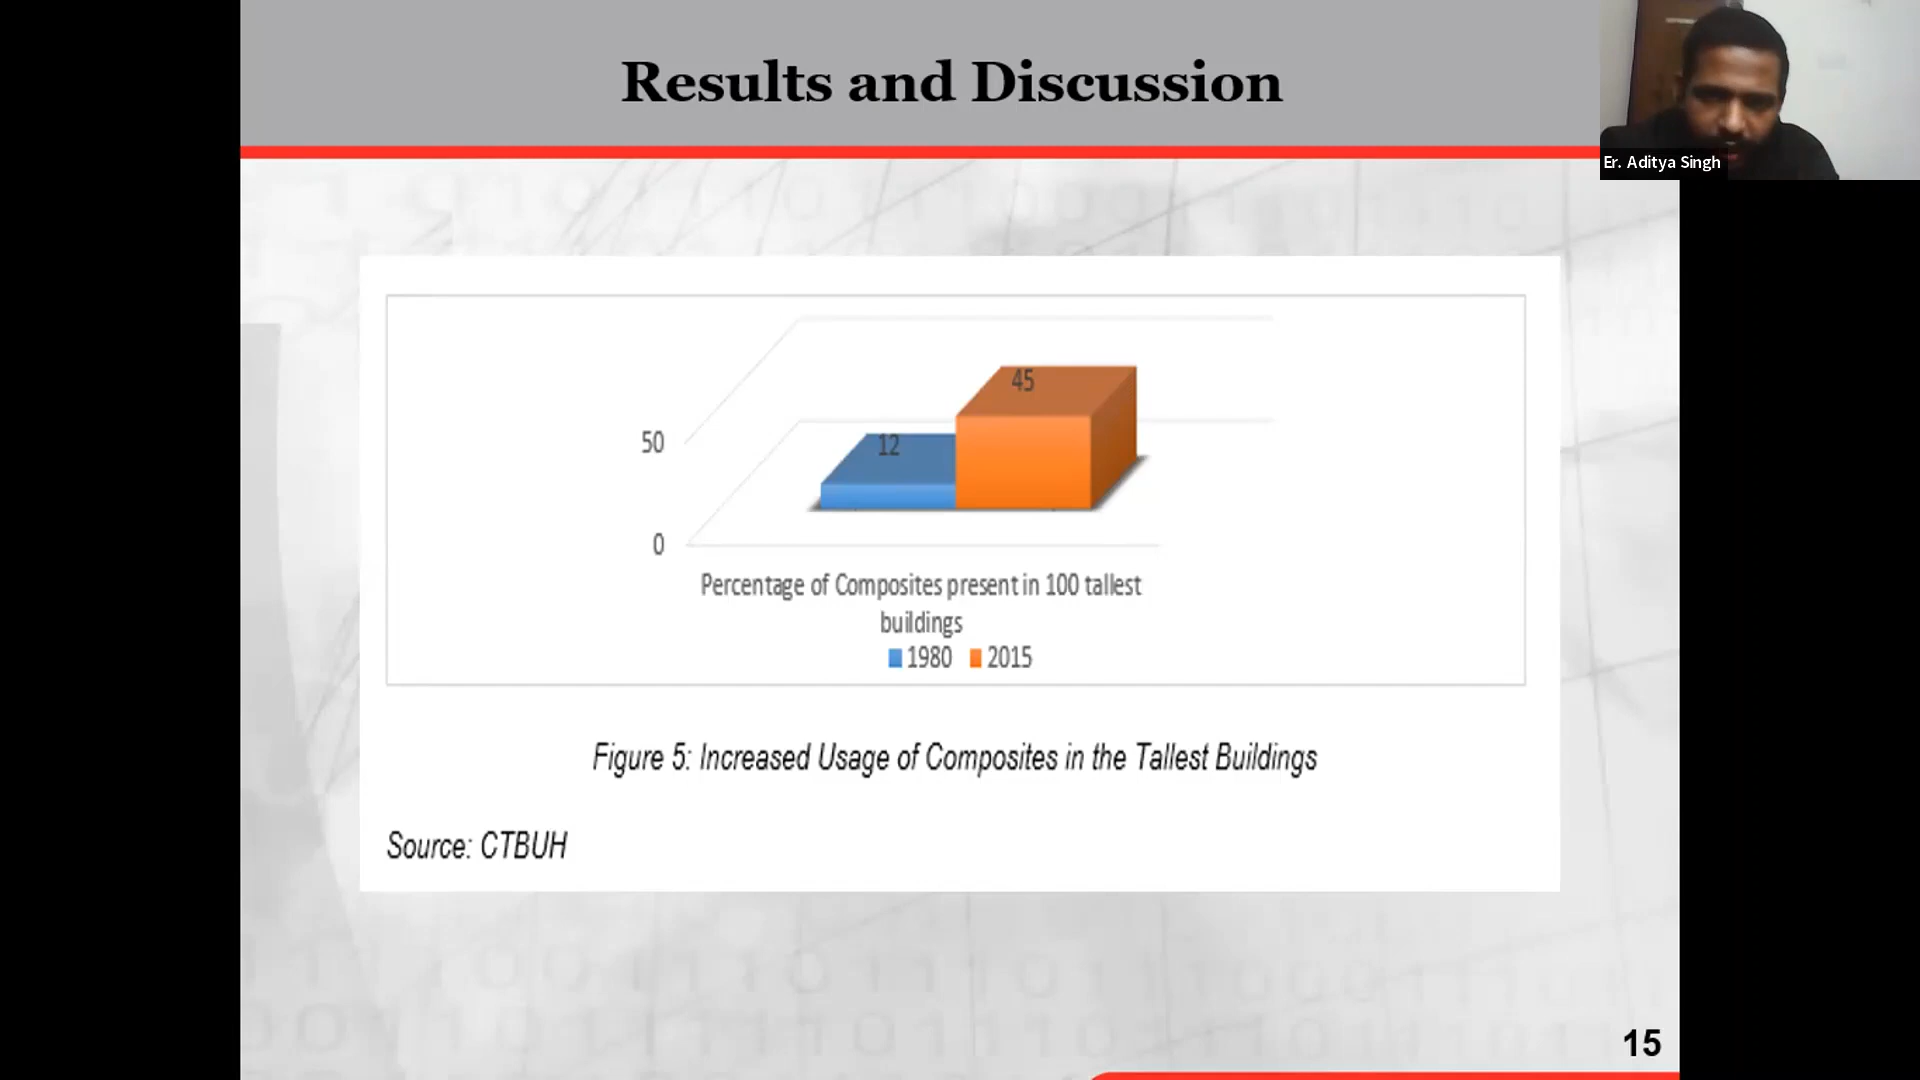 Results and Discussion
Er. Aditya Singh
45
12
50
0
Percentage of Composites present in 100 tallest
buildings
1980 2015
Figure 5: Increased Usage of Composites in the Tallest Buildings
Source: CTBUH
15